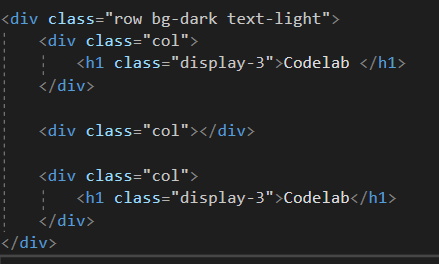 <div class="row bg-dark text-light">
    <div class="col">
        <h1 class="display-3">Codelab </h1>
    </div>

    <div class="col"></div>

    <div class="col">
        <h1 class="display-3">Codelab</h1>
    </div>
</div>